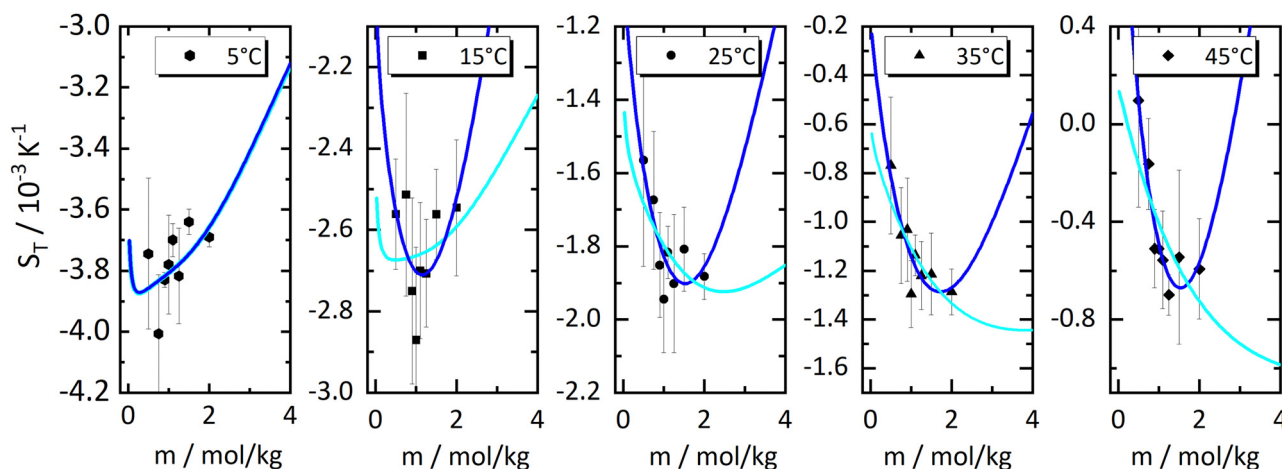 S_T / 10⁻³ K⁻¹
-3.0
-3.2
-3.4
-3.6
-3.8
-4.0
-4.2
5°C
0 2 4
m / mol/kg
-2.2
-2.4
-2.6
-2.8
-3.0
15°C
0 2 4
m / mol/kg
-1.2
-1.4
-1.6
-1.8
-2.0
-2.2
25°C
0 2 4
m / mol/kg
-0.2
-0.4
-0.6
-0.8
-1.0
-1.2
-1.4
-1.6
35°C
0 2 4
m / mol/kg
0.4
0.0
-0.4
-0.8
45°C
0 2 4
m / mol/kg